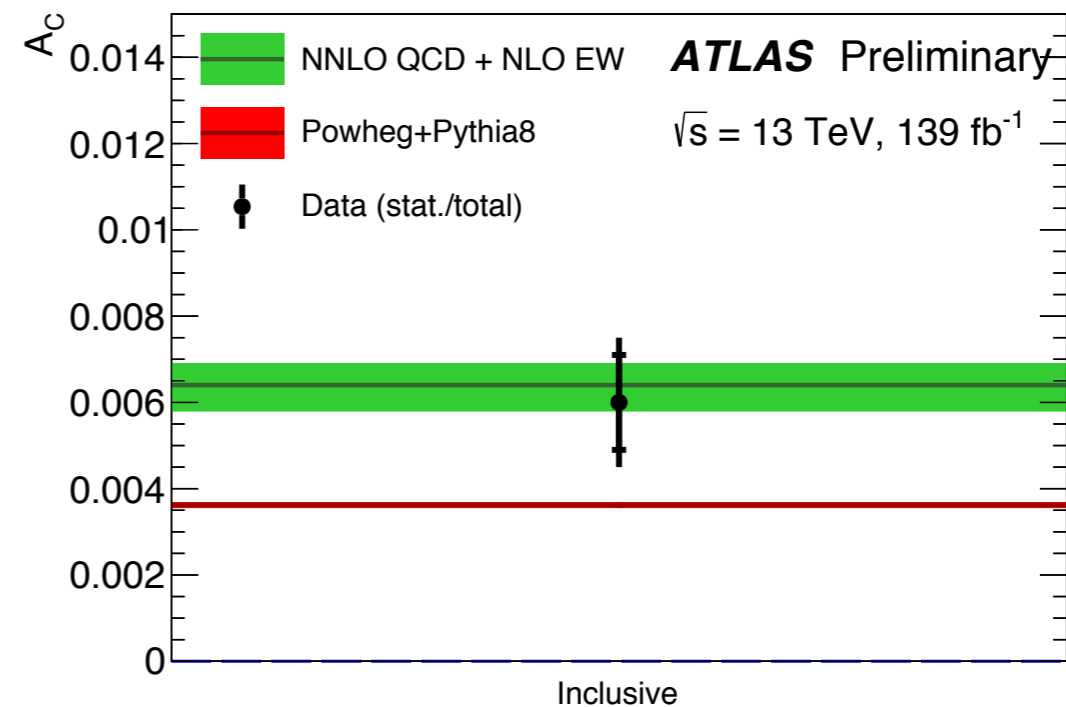 A_C
0.014
0.012
0.01
0.008
0.006
0.004
0.002
0
NNLO QCD + NLO EW
Powheg+Pythia8
Data (stat./total)
ATLAS Preliminary
√s = 13 TeV, 139 fb⁻¹
Inclusive